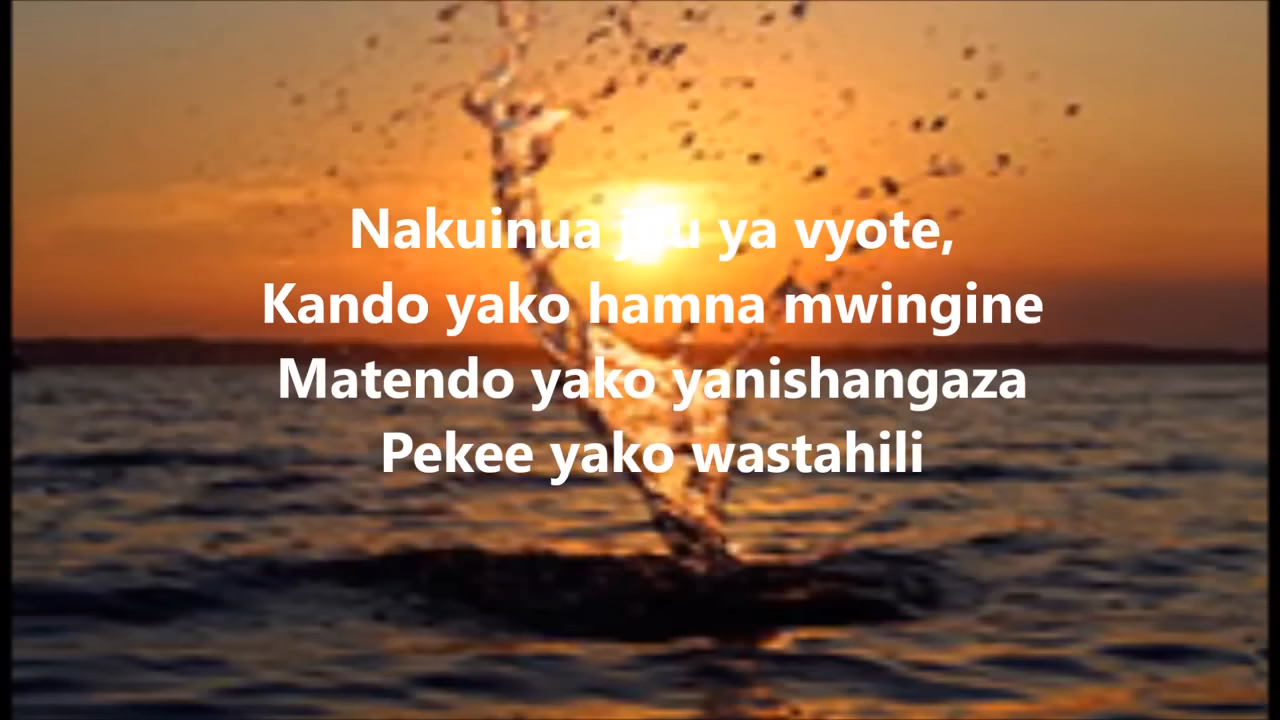 Nakuinua juu ya vyote,
Kando yako hamna mwingine
Matendo yako yanishangaza
Pekee yako wastahili